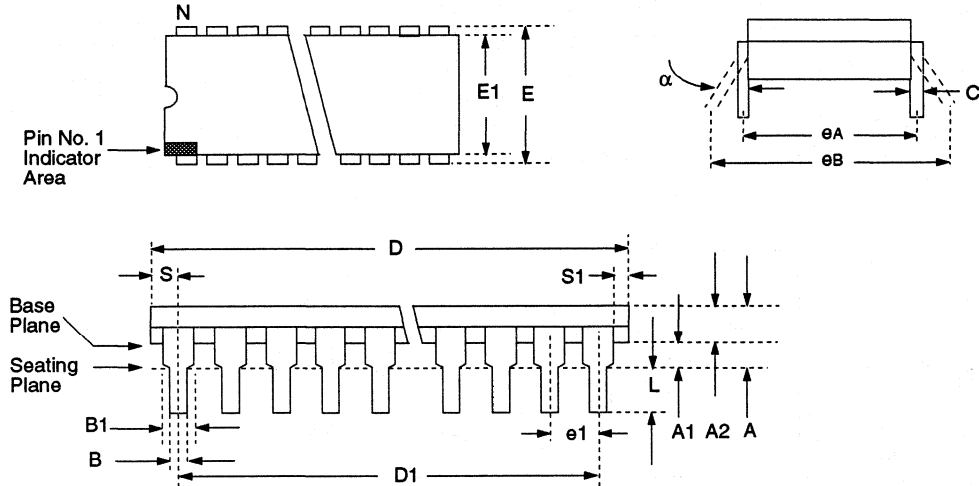 N
E1
E
Pin No. 1
Indicator
Area
α
C
eA
eB
D
S
S1
Base
Plane
Seating
Plane
L
B1
e1
A1
A2
A
B
D1